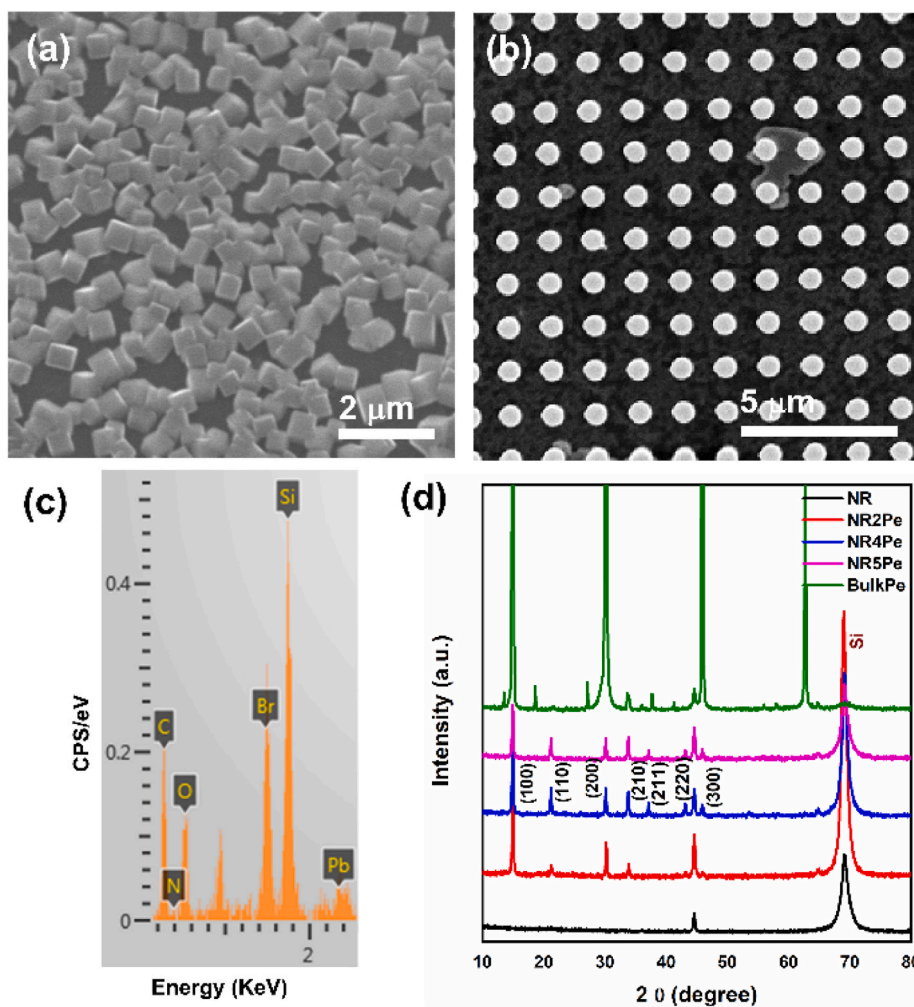 (a)
2 μm
(b)
5 μm
(c)
Si
0.4
Br
C
0.2
O
N
Pb
0
2
CPS/eV
Energy (KeV)
(d)
NR
NR2Pe
NR4Pe
NR5Pe
BulkPe
Si
(100)
(110)
(200)
(210)
(211)
(220)
(300)
Intensity (a.u.)
10 20 30 40 50 60 70 80
2 θ (degree)